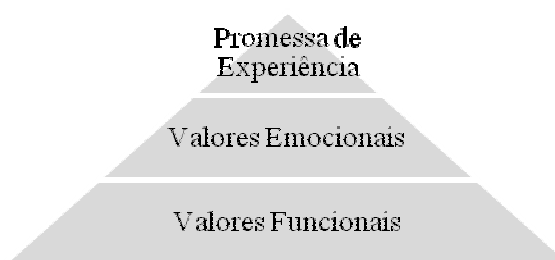 Promessa de
Experiência
Valores Emocionais
Valores Funcionais